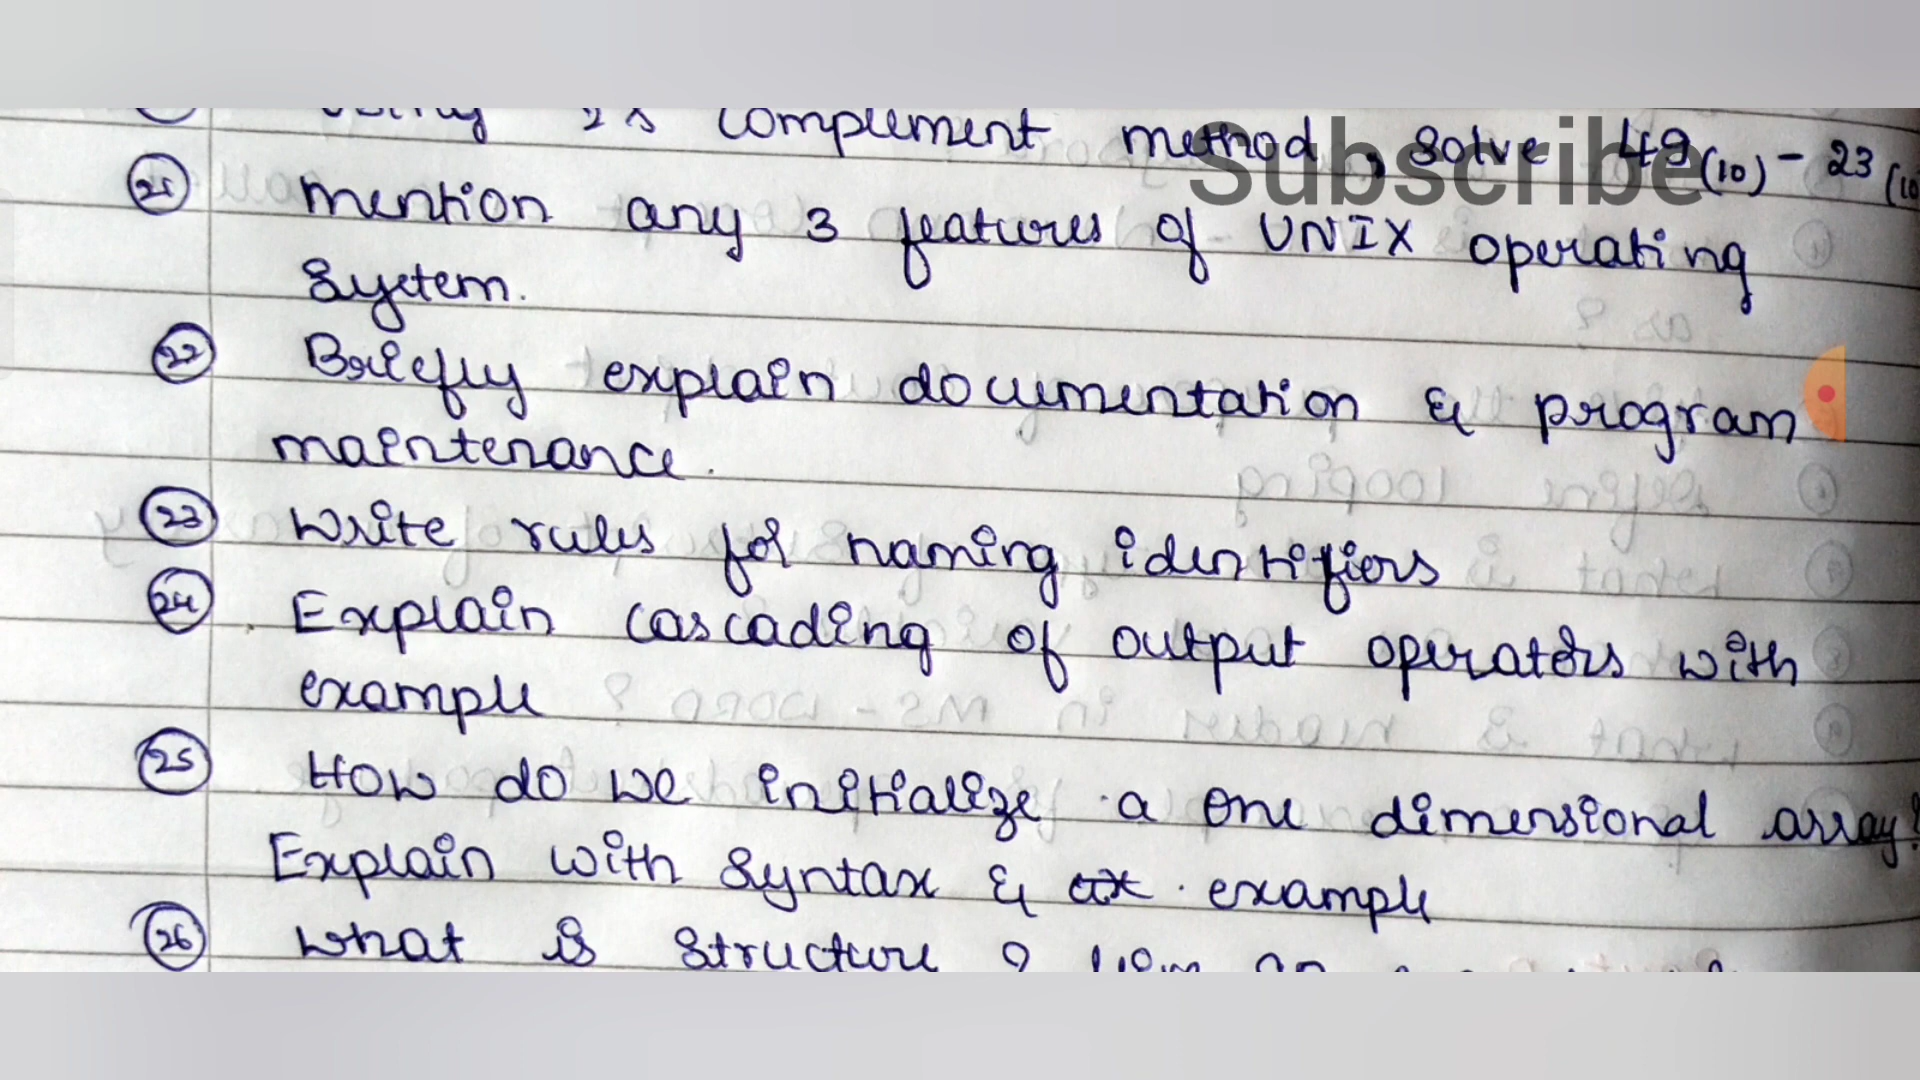 2's complement method, solve 49(10) - 23(10
Subscribe
21 mention any 3 features of UNIX operating
System.
22 Briefly explain documentation & program
maintenance.
23 Write rules for naming identifiers
24 Explain cascading of output operators with
example
25 How do we initialize a one dimensional array?
Explain with Syntax & example
26 What is structure ?